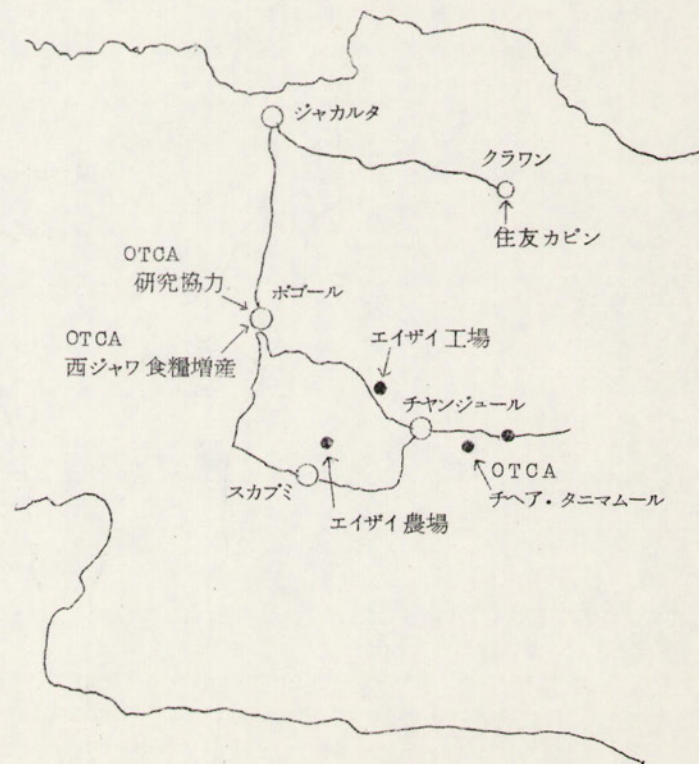 ジャカルタ
クラワン
住友カピン
OTCA
研究協力
ボゴール
OTCA
西ジャワ食糧増産
エイザイ工場
チヤンジュール
OTCA
チヘア・タニマムール
スカブミ
エイザイ農場